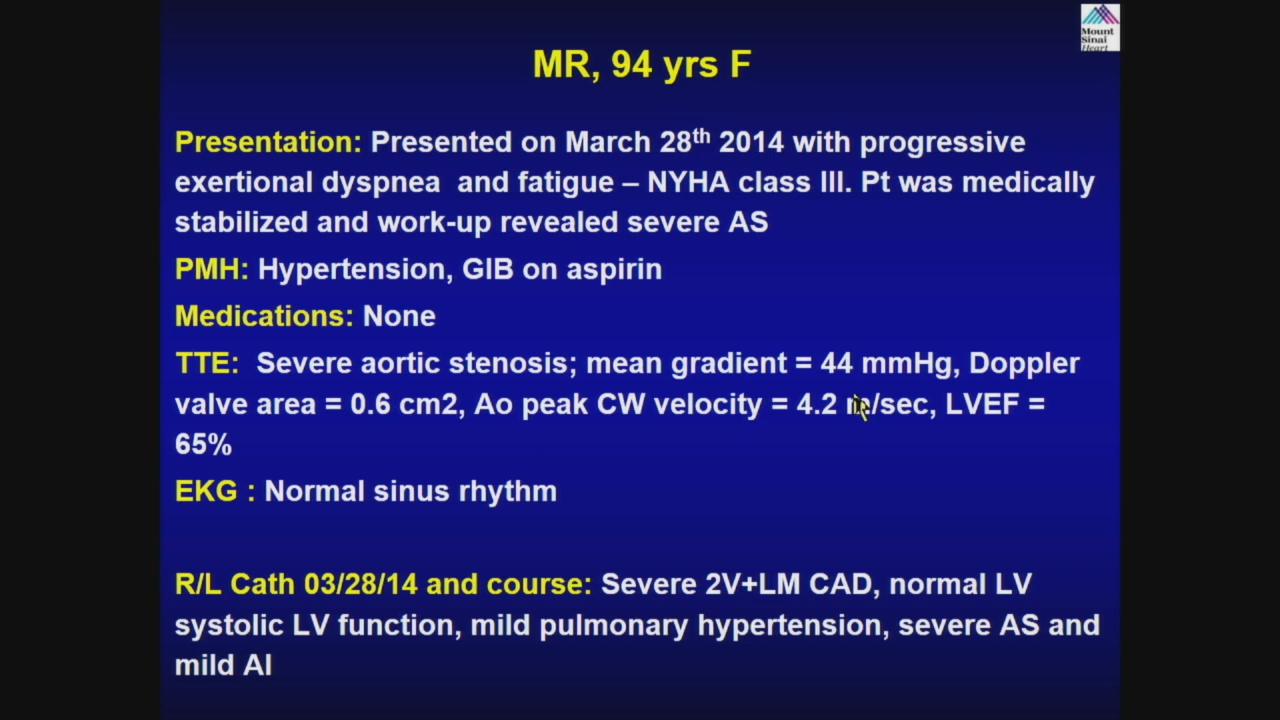 Mount
Sinai
Heart
MR, 94 yrs F
Presentation: Presented on March 28th 2014 with progressive
exertional dyspnea and fatigue – NYHA class III. Pt was medically
stabilized and work-up revealed severe AS
PMH: Hypertension, GIB on aspirin
Medications: None
TTE: Severe aortic stenosis; mean gradient = 44 mmHg, Doppler
valve area = 0.6 cm2, Ao peak CW velocity = 4.2 m/sec, LVEF =
65%
EKG : Normal sinus rhythm
R/L Cath 03/28/14 and course: Severe 2V+LM CAD, normal LV
systolic LV function, mild pulmonary hypertension, severe AS and
mild AI